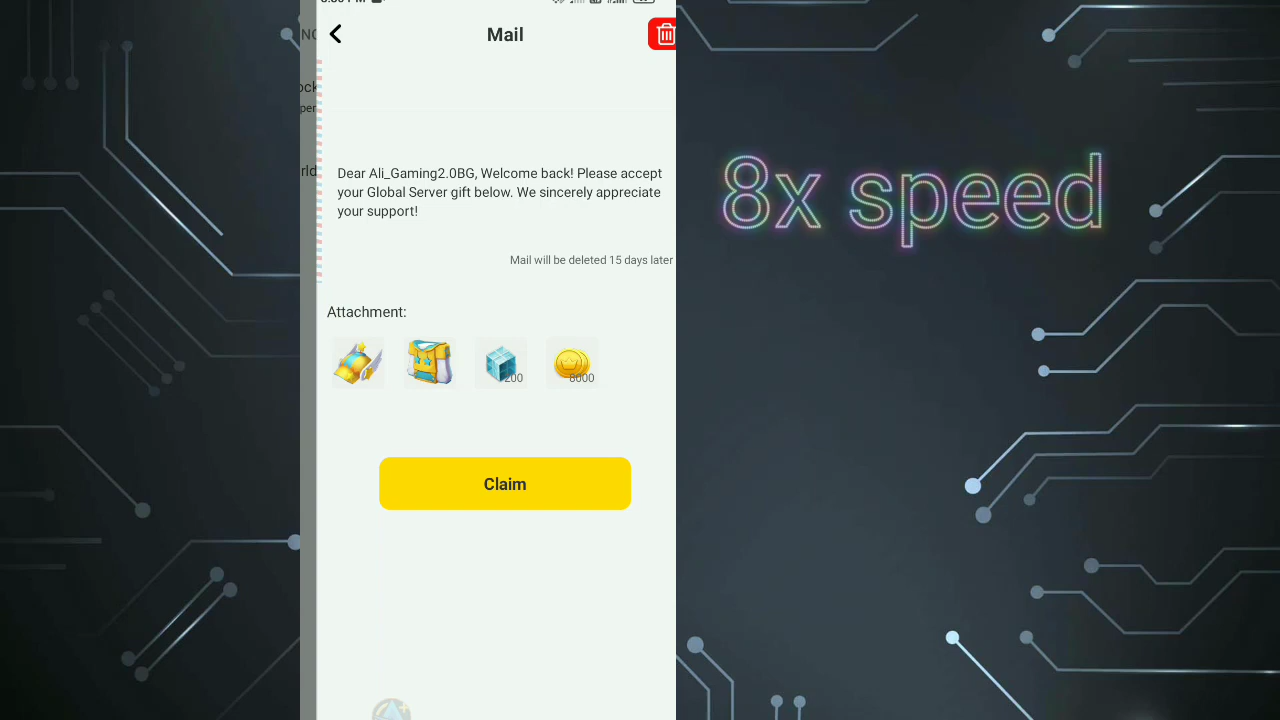 Mail
Dear Ali_Gaming2.0BG, Welcome back! Please accept
your Global Server gift below. We sincerely appreciate
your support!
Mail will be deleted 15 days later
Attachment:
200
8000
Claim
8x speed